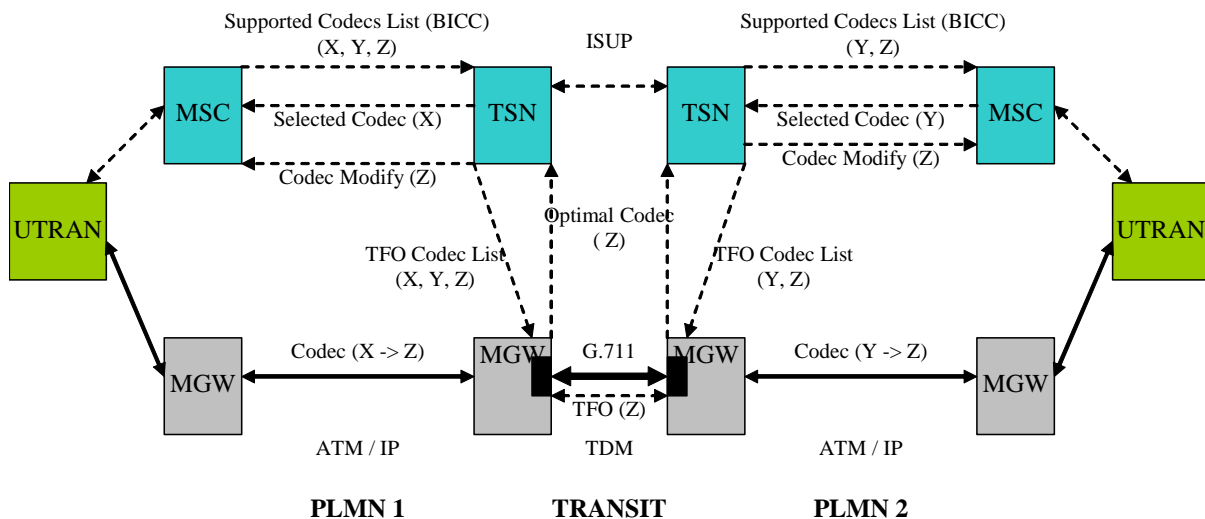 Supported Codecs List (BICC)
(X, Y, Z)
ISUP
Supported Codecs List (BICC)
(Y, Z)
MSC
TSN
TSN
MSC
Selected Codec (X)
Selected Codec (Y)
Codec Modify (Z)
Codec Modify (Z)
UTRAN
UTRAN
Optimal Codec
( Z)
TFO Codec List
(X, Y, Z)
TFO Codec List
(Y, Z)
MGW
Codec (X -> Z)
MGW
G.711
MGW
Codec (Y -> Z)
MGW
TFO (Z)
ATM / IP
TDM
ATM / IP
PLMN 1
TRANSIT
PLMN 2